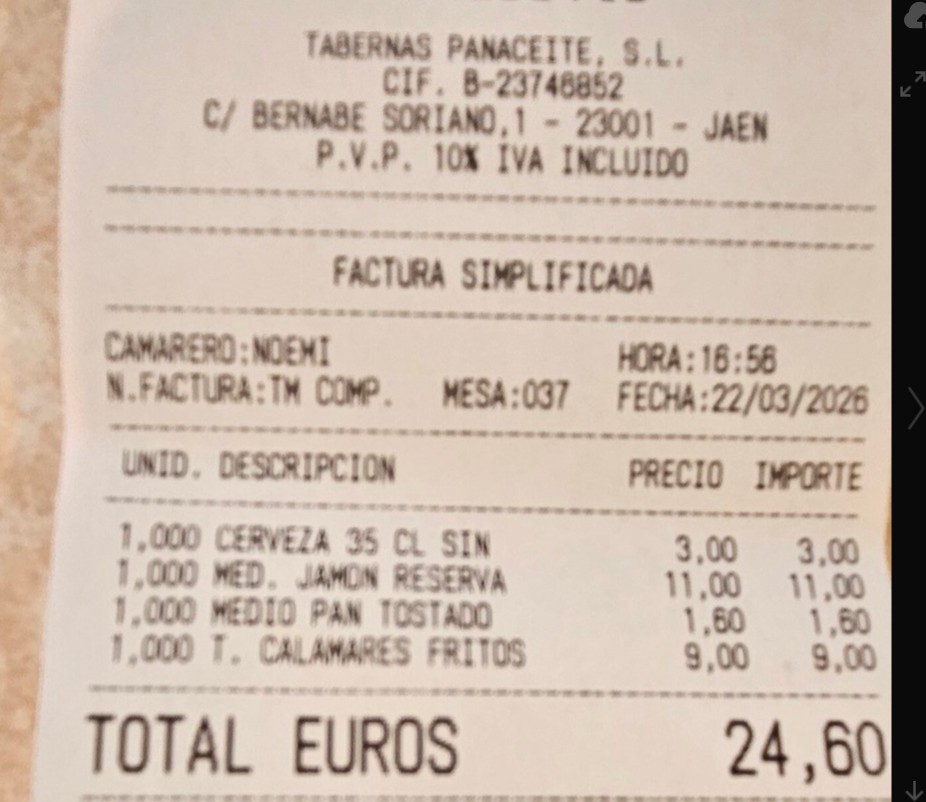 TABERNAS PANACEITE, S.L.
CIF. B-23746852
C/ BERNABE SORIANO,1 - 23001 - JAEN
P.V.P. 10% IVA INCLUIDO
FACTURA SIMPLIFICADA
CAMARERO:NOEMI HORA:16:56
N.FACTURA:TM COMP. MESA:037 FECHA:22/03/2026
UNID. DESCRIPCION PRECIO IMPORTE
1,000 CERVEZA 35 CL SIN 3,00 3,00
1,000 MED. JAMON RESERVA 11,00 11,00
1,000 MEDIO PAN TOSTADO 1,60 1,60
1,000 T. CALAMARES FRITOS 9,00 9,00
TOTAL EUROS 24,60